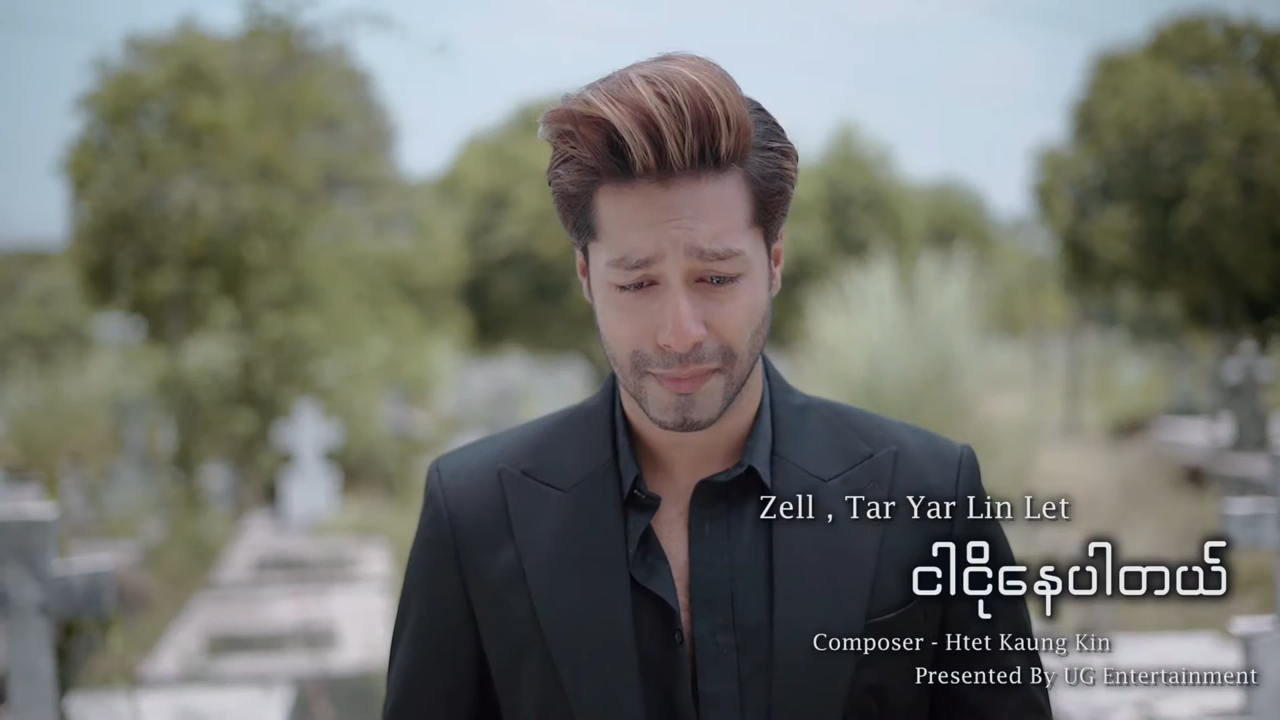 Zell , Tar Yar Lin Let
ငါငိုနေပါတယ်
Composer - Htet Kaung Kin
Presented By UG Entertainment